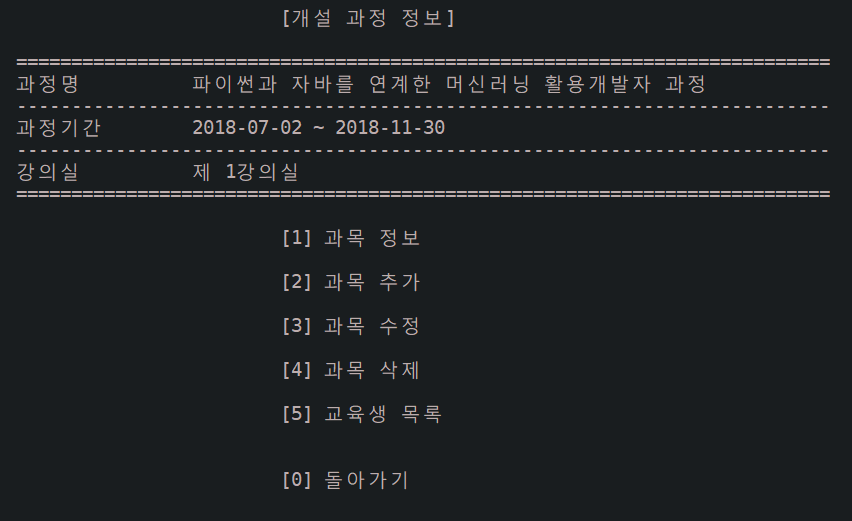 [개설 과정 정보]
==========================================================================
과정명 파이썬과 자바를 연계한 머신러닝 활용개발자 과정
--------------------------------------------------------------------------
과정기간 2018-07-02 ~ 2018-11-30
--------------------------------------------------------------------------
강의실 제 1강의실
==========================================================================
[1] 과목 정보
[2] 과목 추가
[3] 과목 수정
[4] 과목 삭제
[5] 교육생 목록
[0] 돌아가기